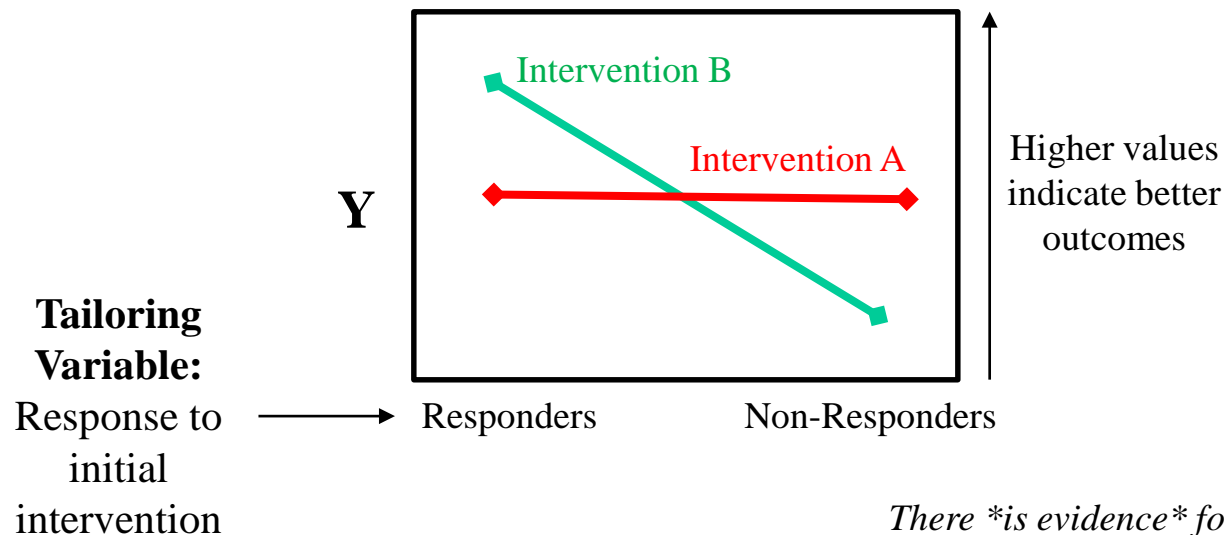 Intervention B
Intervention A
Y
Higher values
indicate better
outcomes
Tailoring
Variable:
Response to
initial
intervention
Responders
Non-Responders
There *is evidence* fo